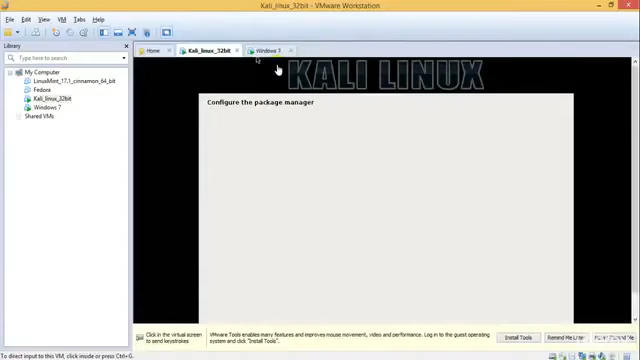 Kali_linux_32bit - VMware Workstation
File Edit View VM Tabs Help
Library
Type here to search
Home
Kali_linux_32bit
Windows 7
My Computer
LinuxMint_17.1_cinnamon_64_bit
Fedora
Kali_linux_32bit
Windows 7
Shared VMs
KALI LINUX
Configure the package manager
Click in the virtual screen
to send keystrokes
VMware Tools enables many features and improves mouse movement, video and performance. Log in to the guest operating
system and click "Install Tools".
Install Tools
Remind Me Later
To direct input to this VM, click inside or press Ctrl+G.